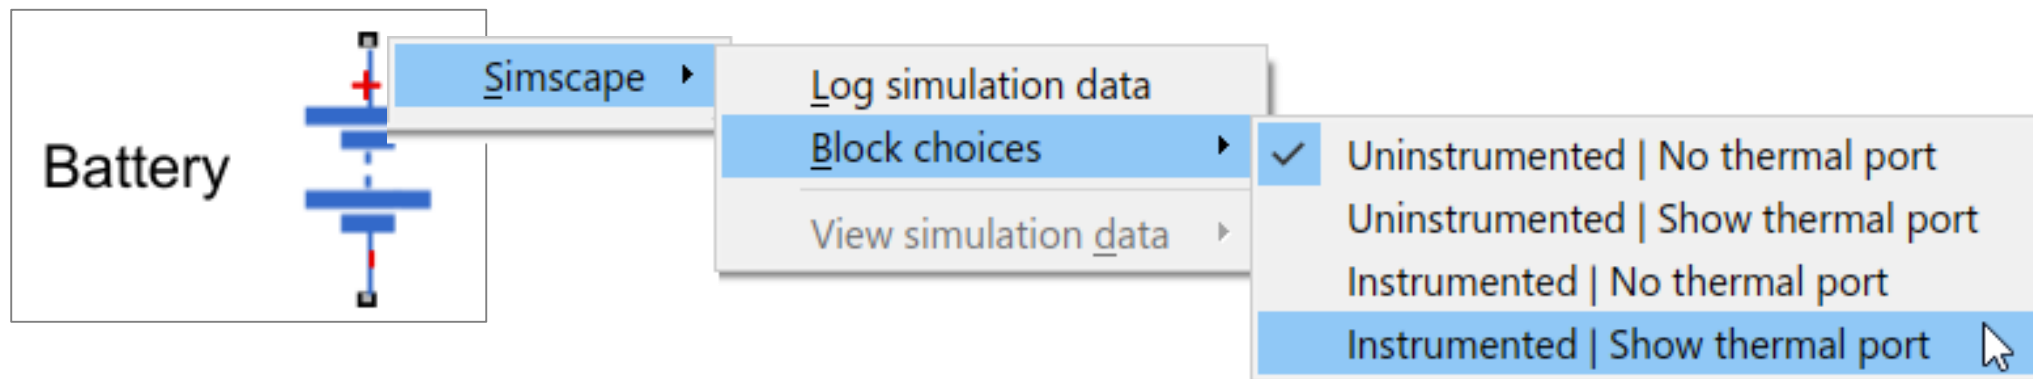 Battery
Simscape
Log simulation data
Block choices
View simulation data
Uninstrumented | No thermal port
Uninstrumented | Show thermal port
Instrumented | No thermal port
Instrumented | Show thermal port